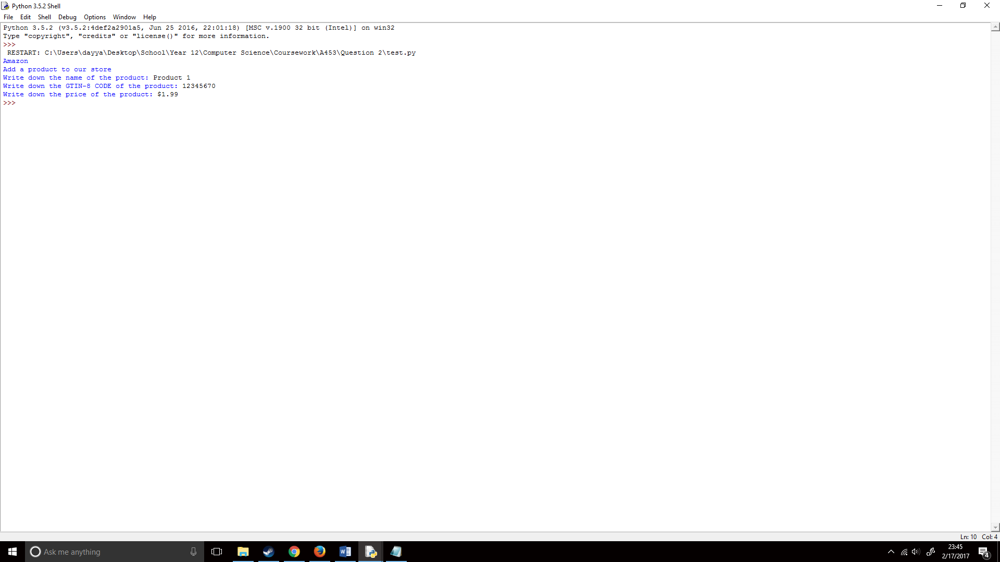 Python 3.5.2 Shell
File Edit Shell Debug Options Window Help
Python 3.5.2 (v3.5.2:4def2a2901a5, Jun 25 2016, 22:01:18) [MSC v.1900 32 bit (Intel)] on win32
Type "copyright", "credits" or "license()" for more information.
>>>
RESTART: C:\Users\dayya\Desktop\School\Year 12\Computer Science\Coursework\A453\Question 2\test.py
Amazon
Add a product to our store
Write down the name of the product: Product 1
Write down the GTIN-8 CODE of the product: 12345670
Write down the price of the product: $1.99
>>>
Ln: 10 Col: 4
Ask me anything
23:45
2/17/2017
4